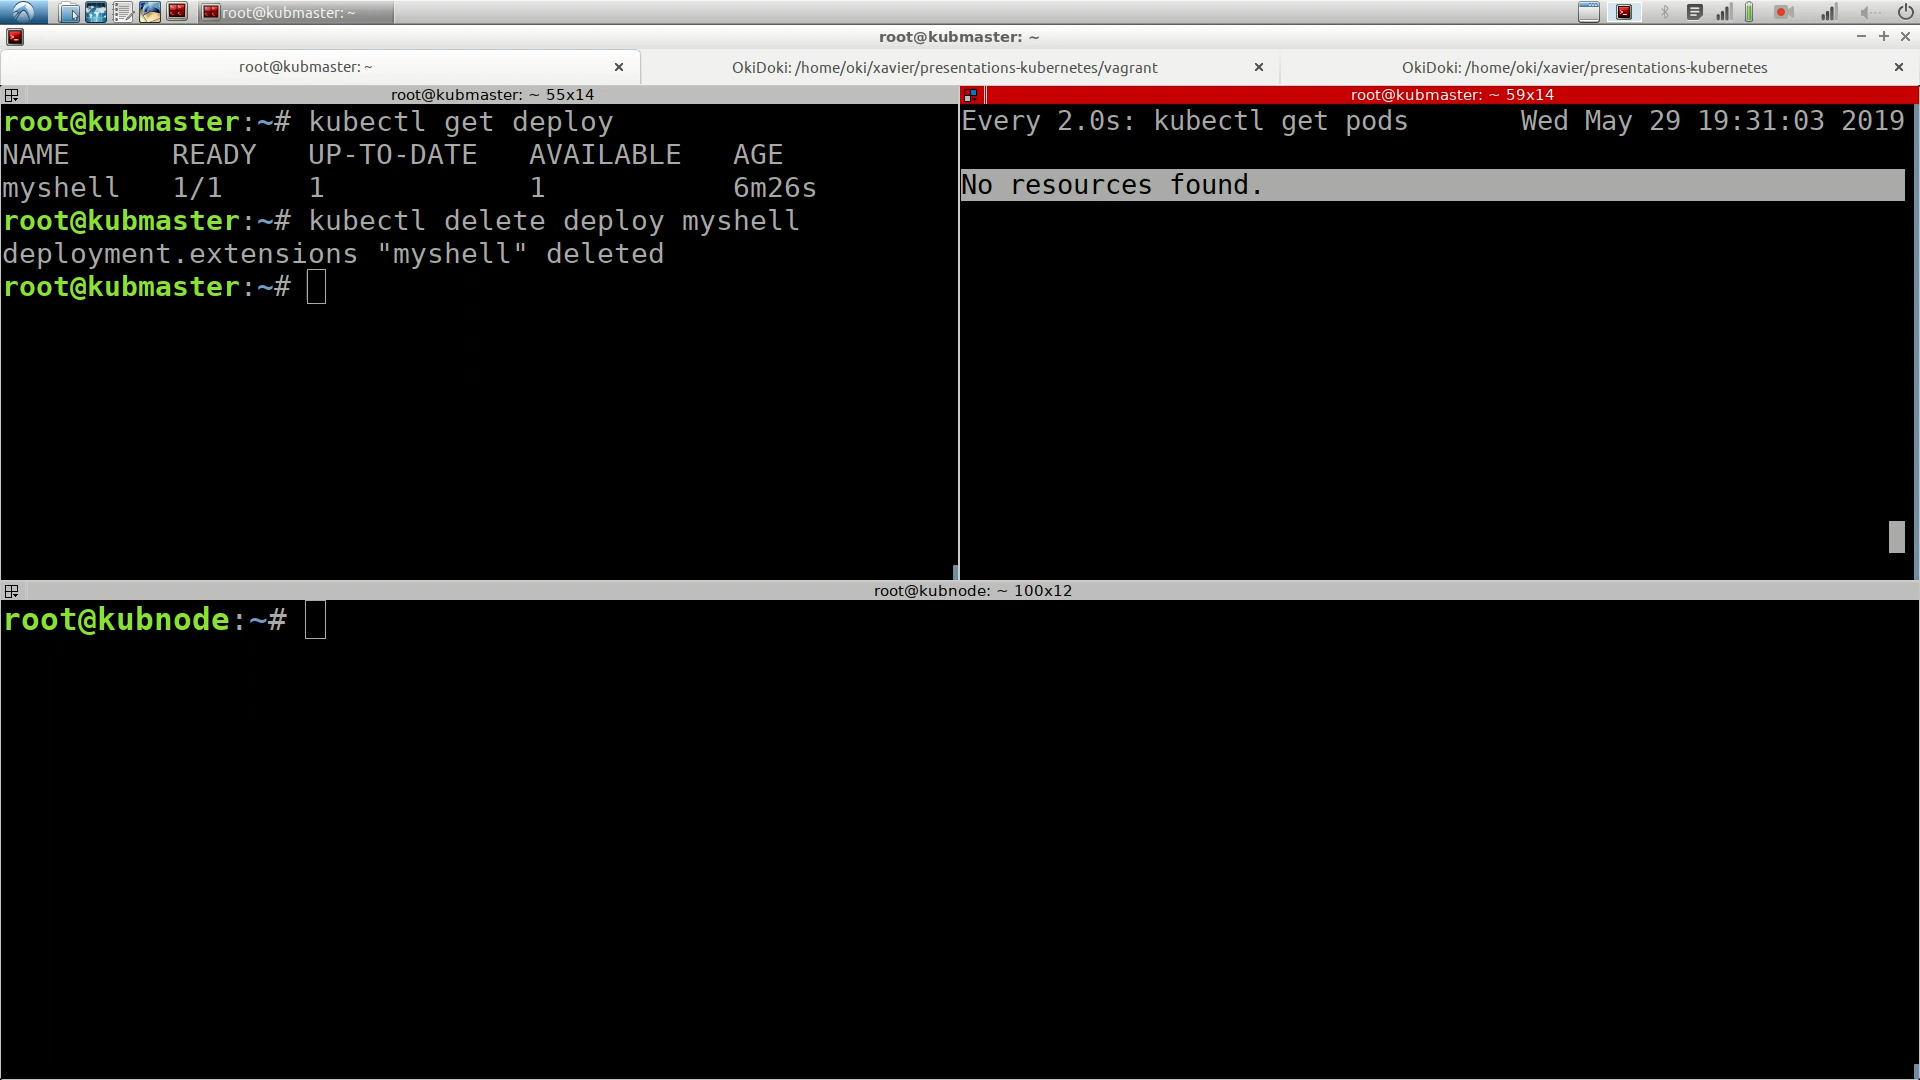 root@kubmaster: ~
root@kubmaster: ~
root@kubmaster: ~
OkiDoki: /home/oki/xavier/presentations-kubernetes/vagrant
OkiDoki: /home/oki/xavier/presentations-kubernetes
root@kubmaster: ~ 55x14
root@kubmaster:~# kubectl get deploy
NAME READY UP-TO-DATE AVAILABLE AGE
myshell 1/1 1 1 6m26s
root@kubmaster:~# kubectl delete deploy myshell
deployment.extensions "myshell" deleted
root@kubmaster:~#
root@kubmaster: ~ 59x14
Every 2.0s: kubectl get pods Wed May 29 19:31:03 2019
No resources found.
root@kubnode: ~ 100x12
root@kubnode:~#